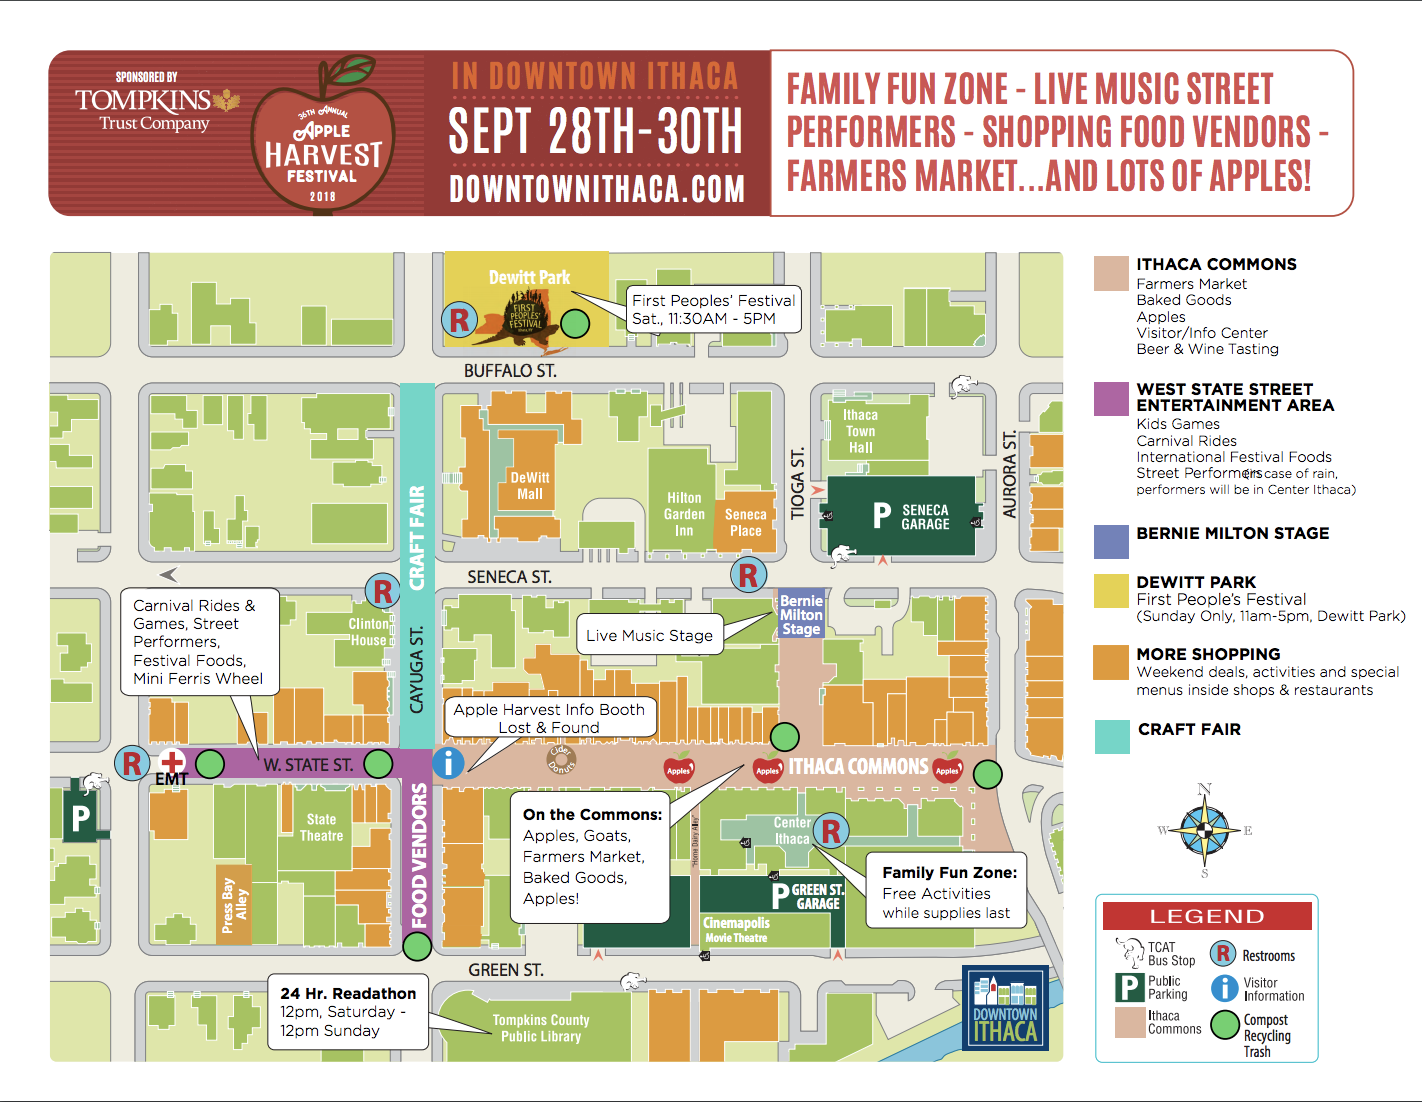 SPONSORED BY
TOMPKINS
Trust Company
36TH ANNUAL
APPLE
HARVEST
FESTIVAL
2018
IN DOWNTOWN ITHACA
SEPT 28TH-30TH
DOWNTOWNITHACA.COM
FAMILY FUN ZONE - LIVE MUSIC STREET
PERFORMERS - SHOPPING FOOD VENDORS -
FARMERS MARKET...AND LOTS OF APPLES!
Dewitt Park
R
FIRST
PEOPLES'
FESTIVAL
First Peoples' Festival
Sat., 11:30AM - 5PM
BUFFALO ST.
CRAFT FAIR
DeWitt
Mall
Hilton
Garden
Inn
Seneca
Place
TIOGA ST.
Ithaca
Town
Hall
P SENECA
GARAGE
AURORA ST.
SENECA ST.
R
R
Carnival Rides &
Games, Street
Performers,
Festival Foods,
Mini Ferris Wheel
Clinton
House
CAYUGA ST.
Live Music Stage
Bernie
Milton
Stage
Apple Harvest Info Booth
Lost & Found
R
EMT
W. STATE ST.
i
Cider
Donuts
Apples
Apples
ITHACA COMMONS
Apples
P
State
Theatre
Press Bay
Alley
FOOD VENDORS
On the Commons:
Apples, Goats,
Farmers Market,
Baked Goods,
Apples!
"Home Dairy Alley"
Center
Ithaca
R
Family Fun Zone:
Free Activities
while supplies last
P GREEN ST.
GARAGE
Cinemapolis
Movie Theatre
GREEN ST.
24 Hr. Readathon
12pm, Saturday -
12pm Sunday
Tompkins County
Public Library
DOWNTOWN
ITHACA
ITHACA COMMONS
Farmers Market
Baked Goods
Apples
Visitor/Info Center
Beer & Wine Tasting
WEST STATE STREET
ENTERTAINMENT AREA
Kids Games
Carnival Rides
International Festival Foods
Street Performers (in case of rain,
performers will be in Center Ithaca)
BERNIE MILTON STAGE
DEWITT PARK
First People's Festival
(Sunday Only, 11am-5pm, Dewitt Park)
MORE SHOPPING
Weekend deals, activities and special
menus inside shops & restaurants
CRAFT FAIR
N
W E
S
LEGEND
TCAT
Bus Stop
R Restrooms
P Public
Parking
i Visitor
Information
Ithaca
Commons
Compost
Recycling
Trash